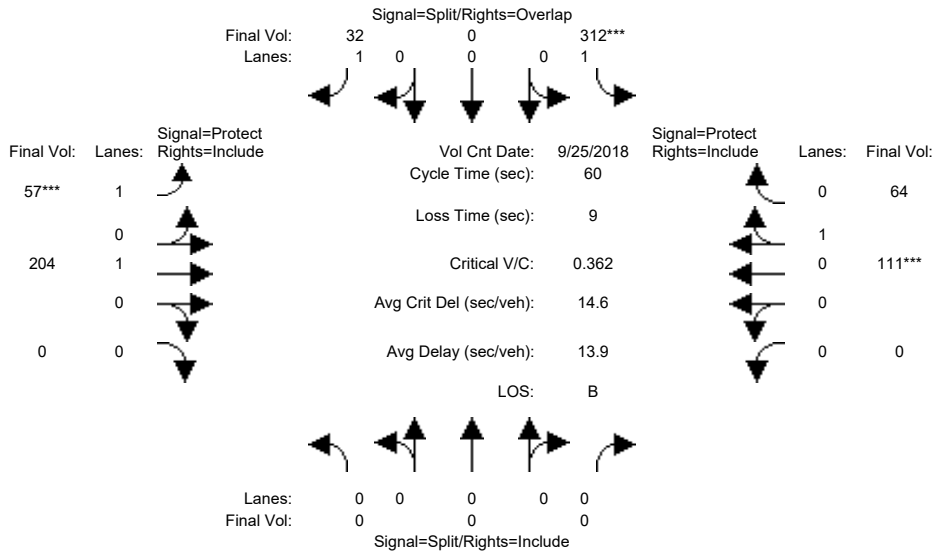 Signal=Split/Rights=Overlap
Final Vol: 32 0 312***
Lanes: 1 0 0 0 1
Signal=Protect
Final Vol: Lanes: Rights=Include
Vol Cnt Date: 9/25/2018
Signal=Protect
Rights=Include Lanes: Final Vol:
Cycle Time (sec): 60
57*** 1
0 64
Loss Time (sec): 9
0
1
204 1
Critical V/C: 0.362
0 111***
0
Avg Crit Del (sec/veh): 14.6
0
0 0
Avg Delay (sec/veh): 13.9
0 0
LOS: B
Lanes: 0 0 0 0 0
Final Vol: 0 0 0
Signal=Split/Rights=Include